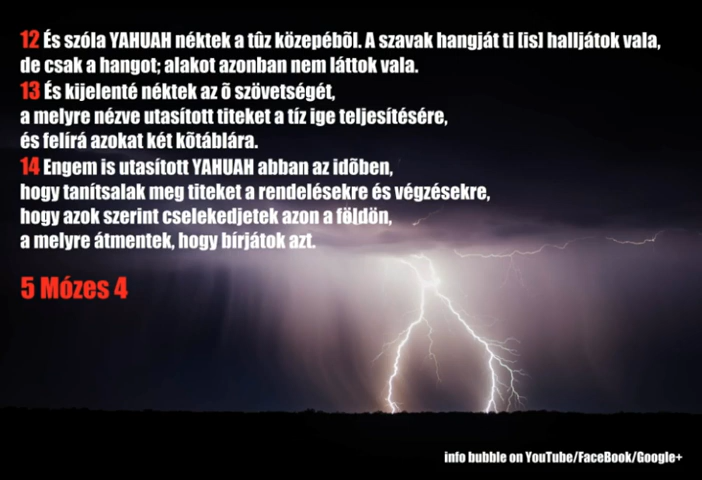 12 És szóla YAHUAH néktek a tûz közepébõl. A szavak hangját ti [is] halljátok vala,
de csak a hangot; alakot azonban nem láttok vala.
13 És kijelenté néktek az õ szövetségét,
a melyre nézve utasított titeket a tíz ige teljesítésére,
és felírá azokat két kõtáblára.
14 Engem is utasított YAHUAH abban az idõben,
hogy tanítsalak meg titeket a rendelésekre és végzésekre,
hogy azok szerint cselekedjetek azon a földön,
a melyre átmentek, hogy bírjátok azt.
5 Mózes 4
info bubble on YouTube/FaceBook/Google+